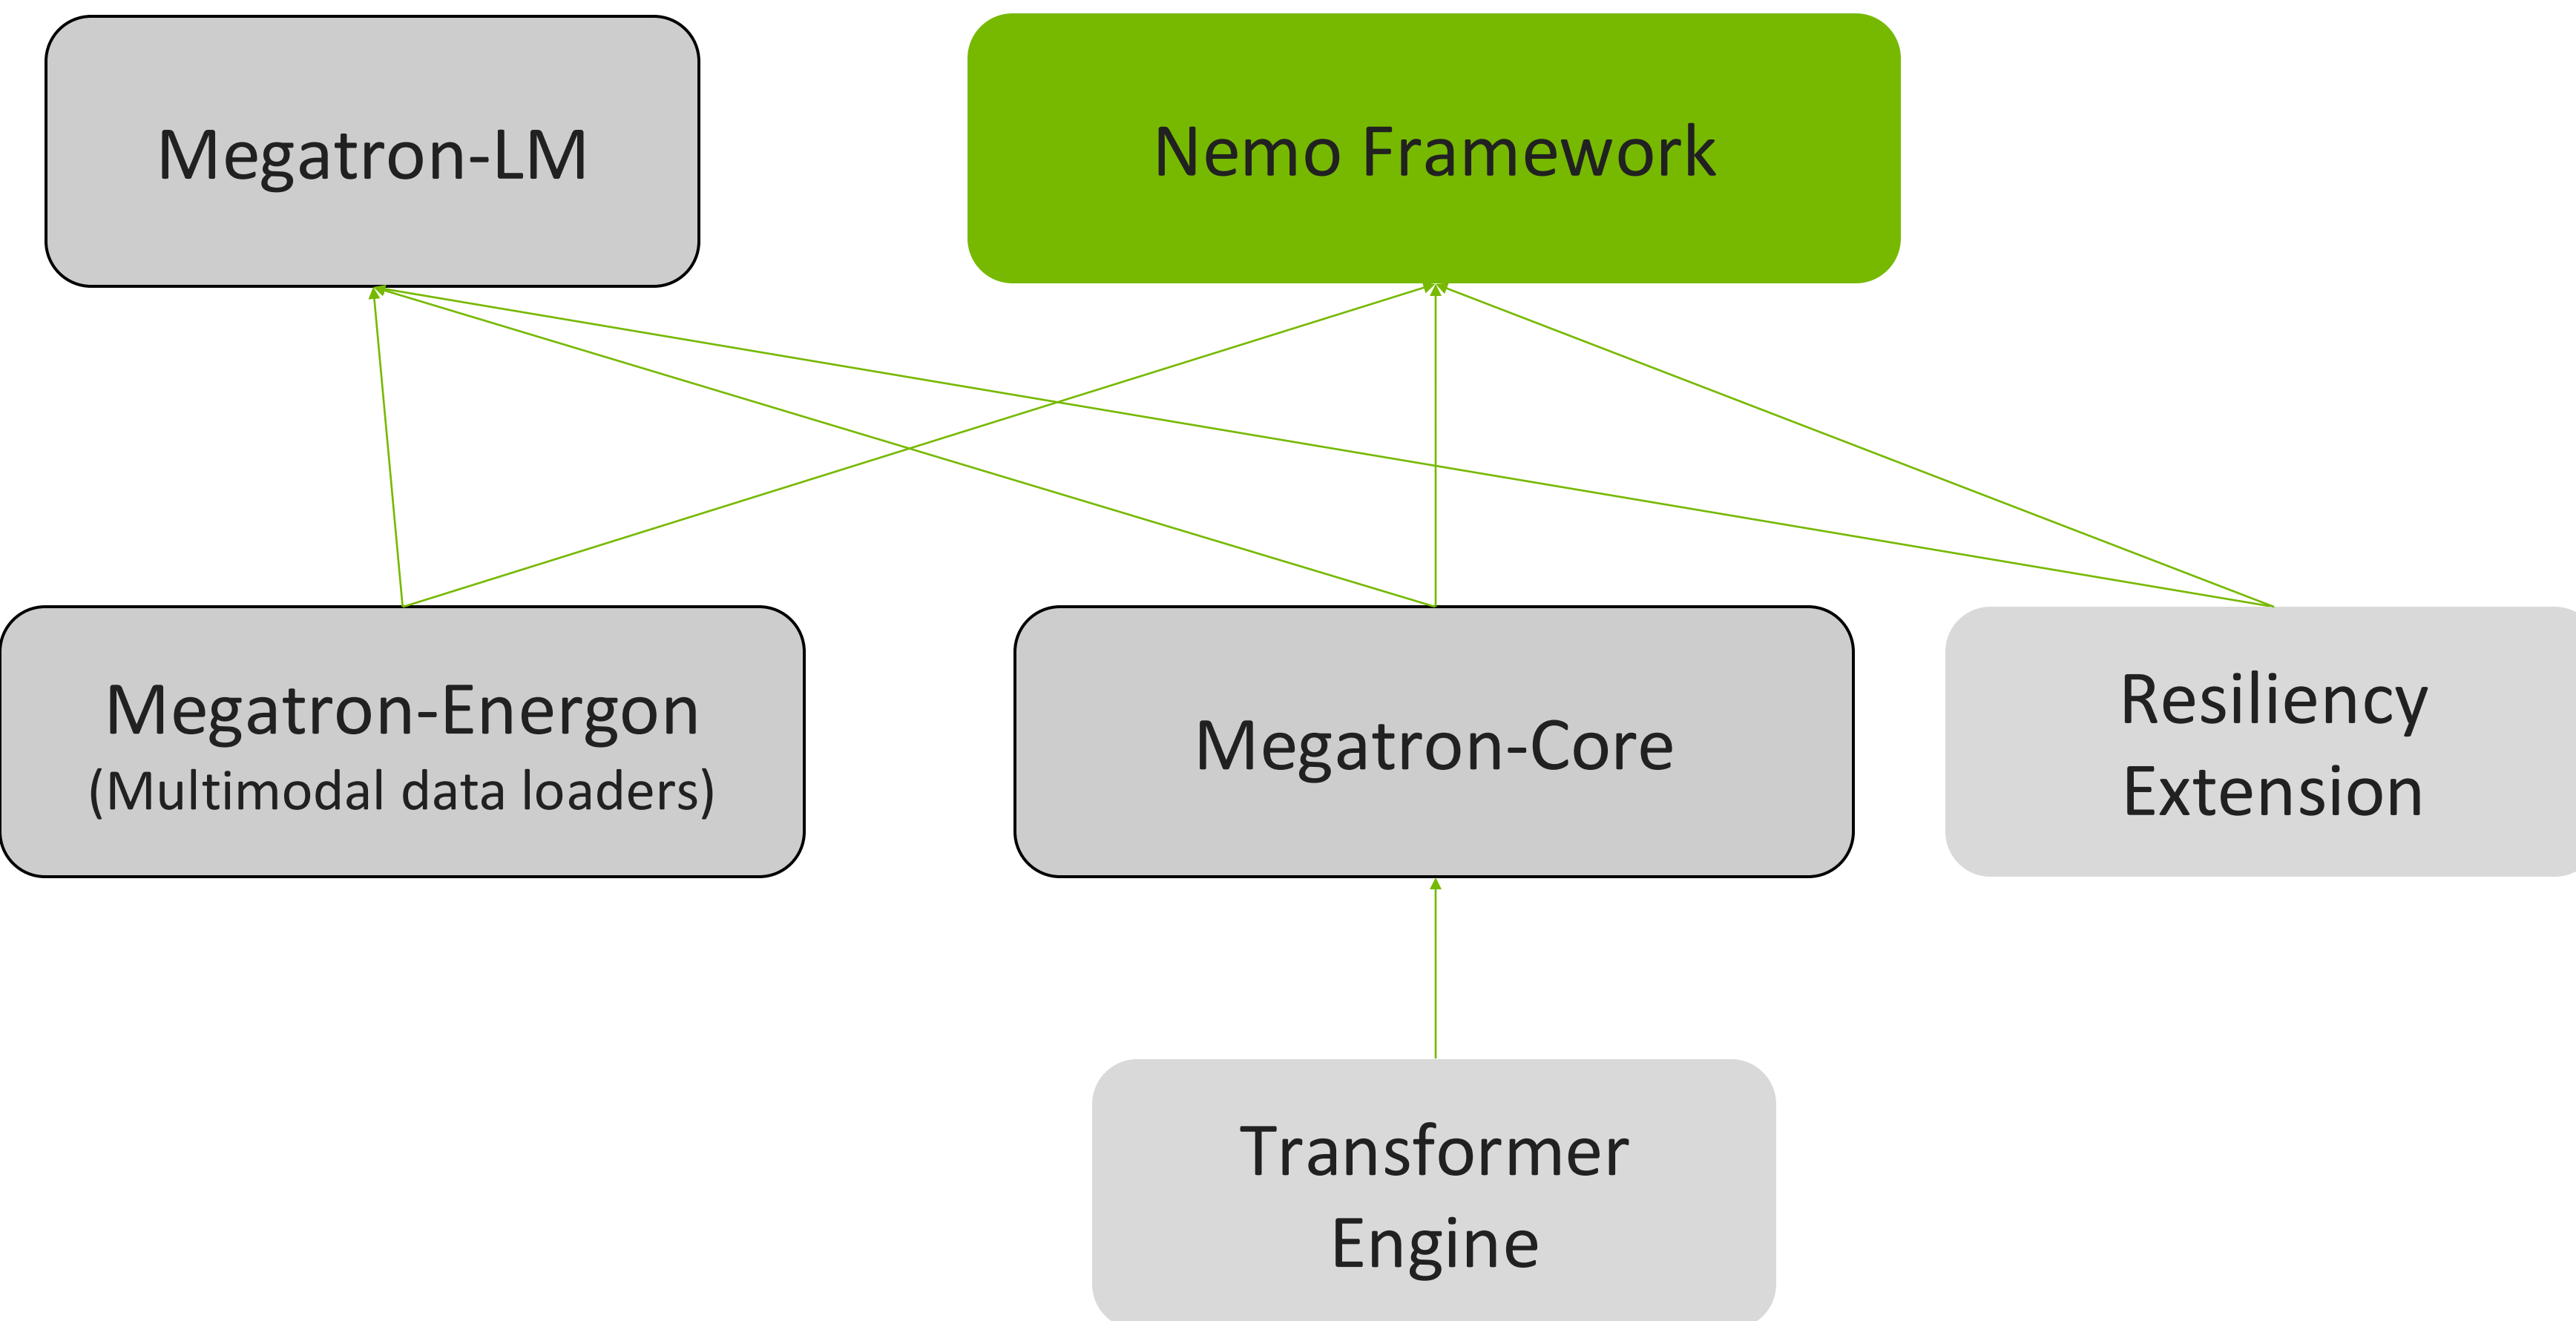 Megatron-LM
Nemo Framework
Megatron-Energon
(Multimodal data loaders)
Megatron-Core
Resiliency
Extension
Transformer
Engine